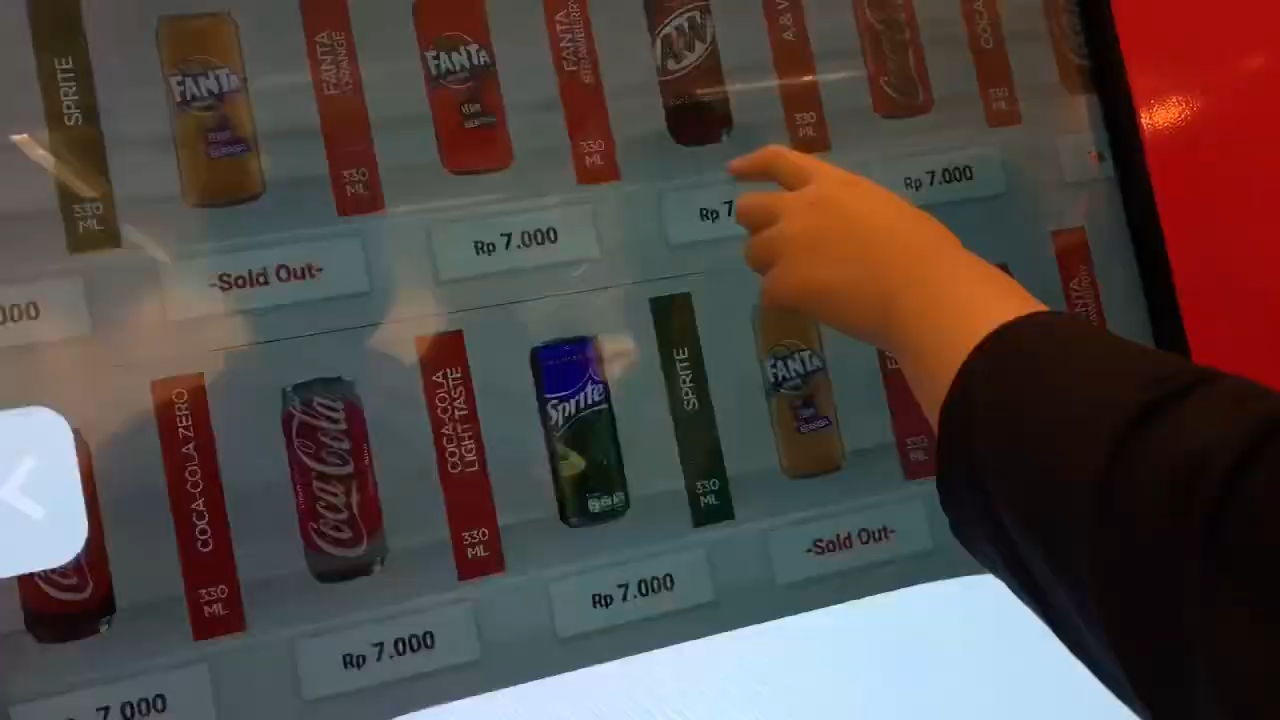 SPRITE
330
ML
FANTA
FANTA
ORANGE
330
ML
FANTA
FANTA
STRAWBERRY
330
ML
A&W
330
ML
330
ML
000
-Sold Out-
Rp 7.000
Rp 7
Rp 7.000
COCA-COLA ZERO
330
ML
Coca-Cola
COCA-COLA
LIGHT TASTE
330
ML
Sprite
SPRITE
330
ML
FANTA
330
ML
7.000
Rp 7.000
Rp 7.000
-Sold Out-